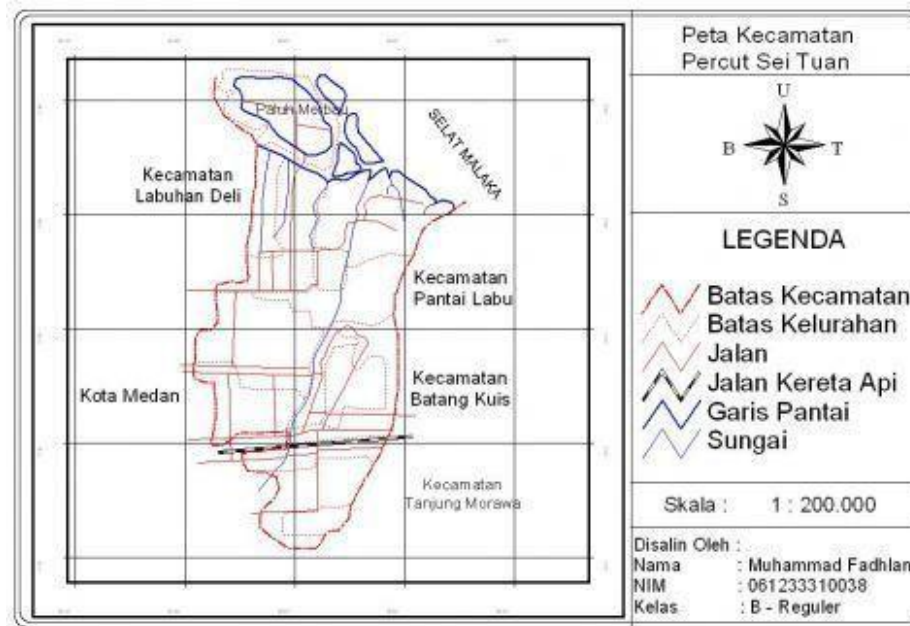 Peta Kecamatan
Percut Sei Tuan
U
B
T
S
Paluh Merbau
SELAT MALAKA
Kecamatan
Labuhan Deli
Kecamatan
Pantai Labu
Kota Medan
Kecamatan
Batang Kuis
Kecamatan
Tanjung Morawa
LEGENDA
Batas Kecamatan
Batas Kelurahan
Jalan
Jalan Kereta Api
Garis Pantai
Sungai
Skala : 1 : 200.000
Disalin Oleh :
Nama : Muhammad Fadhlan
NIM : 061233310038
Kelas : B - Reguler